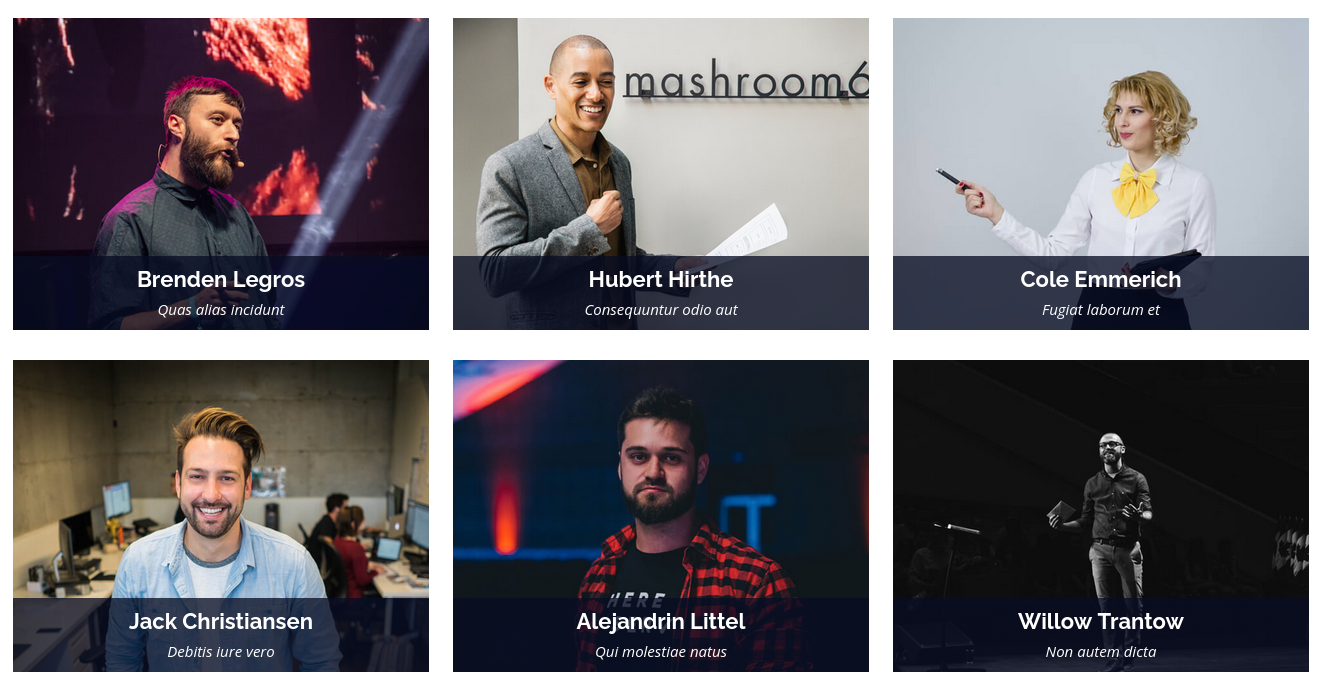 mashroom6
Brenden Legros
Quas alias incidunt
Hubert Hirthe
Consequuntur odio aut
Cole Emmerich
Fugiat laborum et
HERE
Jack Christiansen
Debitis iure vero
Alejandrin Littel
Qui molestiae natus
Willow Trantow
Non autem dicta